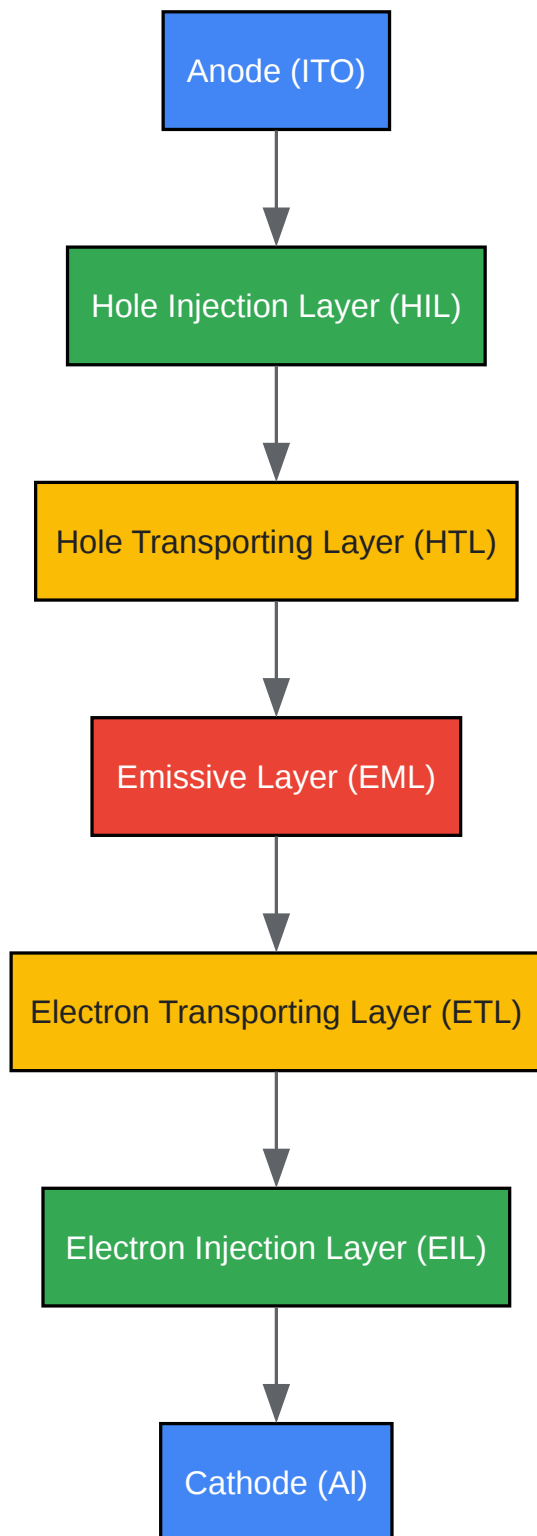 Anode (ITO)
Hole Injection Layer (HIL)
Hole Transporting Layer (HTL)
Emissive Layer (EML)
Electron Transporting Layer (ETL)
Electron Injection Layer (EIL)
Cathode (Al)